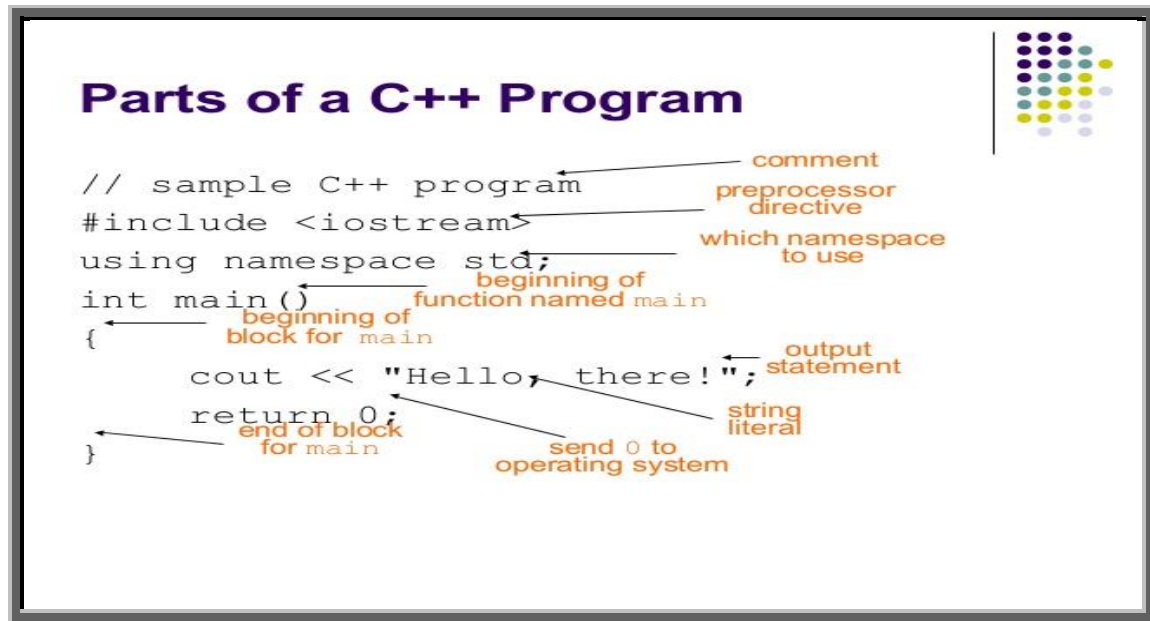 Parts of a C++ Program
comment
// sample C++ program
preprocessor
directive
#include <iostream>
which namespace
to use
using namespace std;
beginning of
function named main
int main()
beginning of
block for main
{
output
statement
cout << "Hello, there!";
string
literal
return 0;
end of block
for main
send 0 to
operating system
}